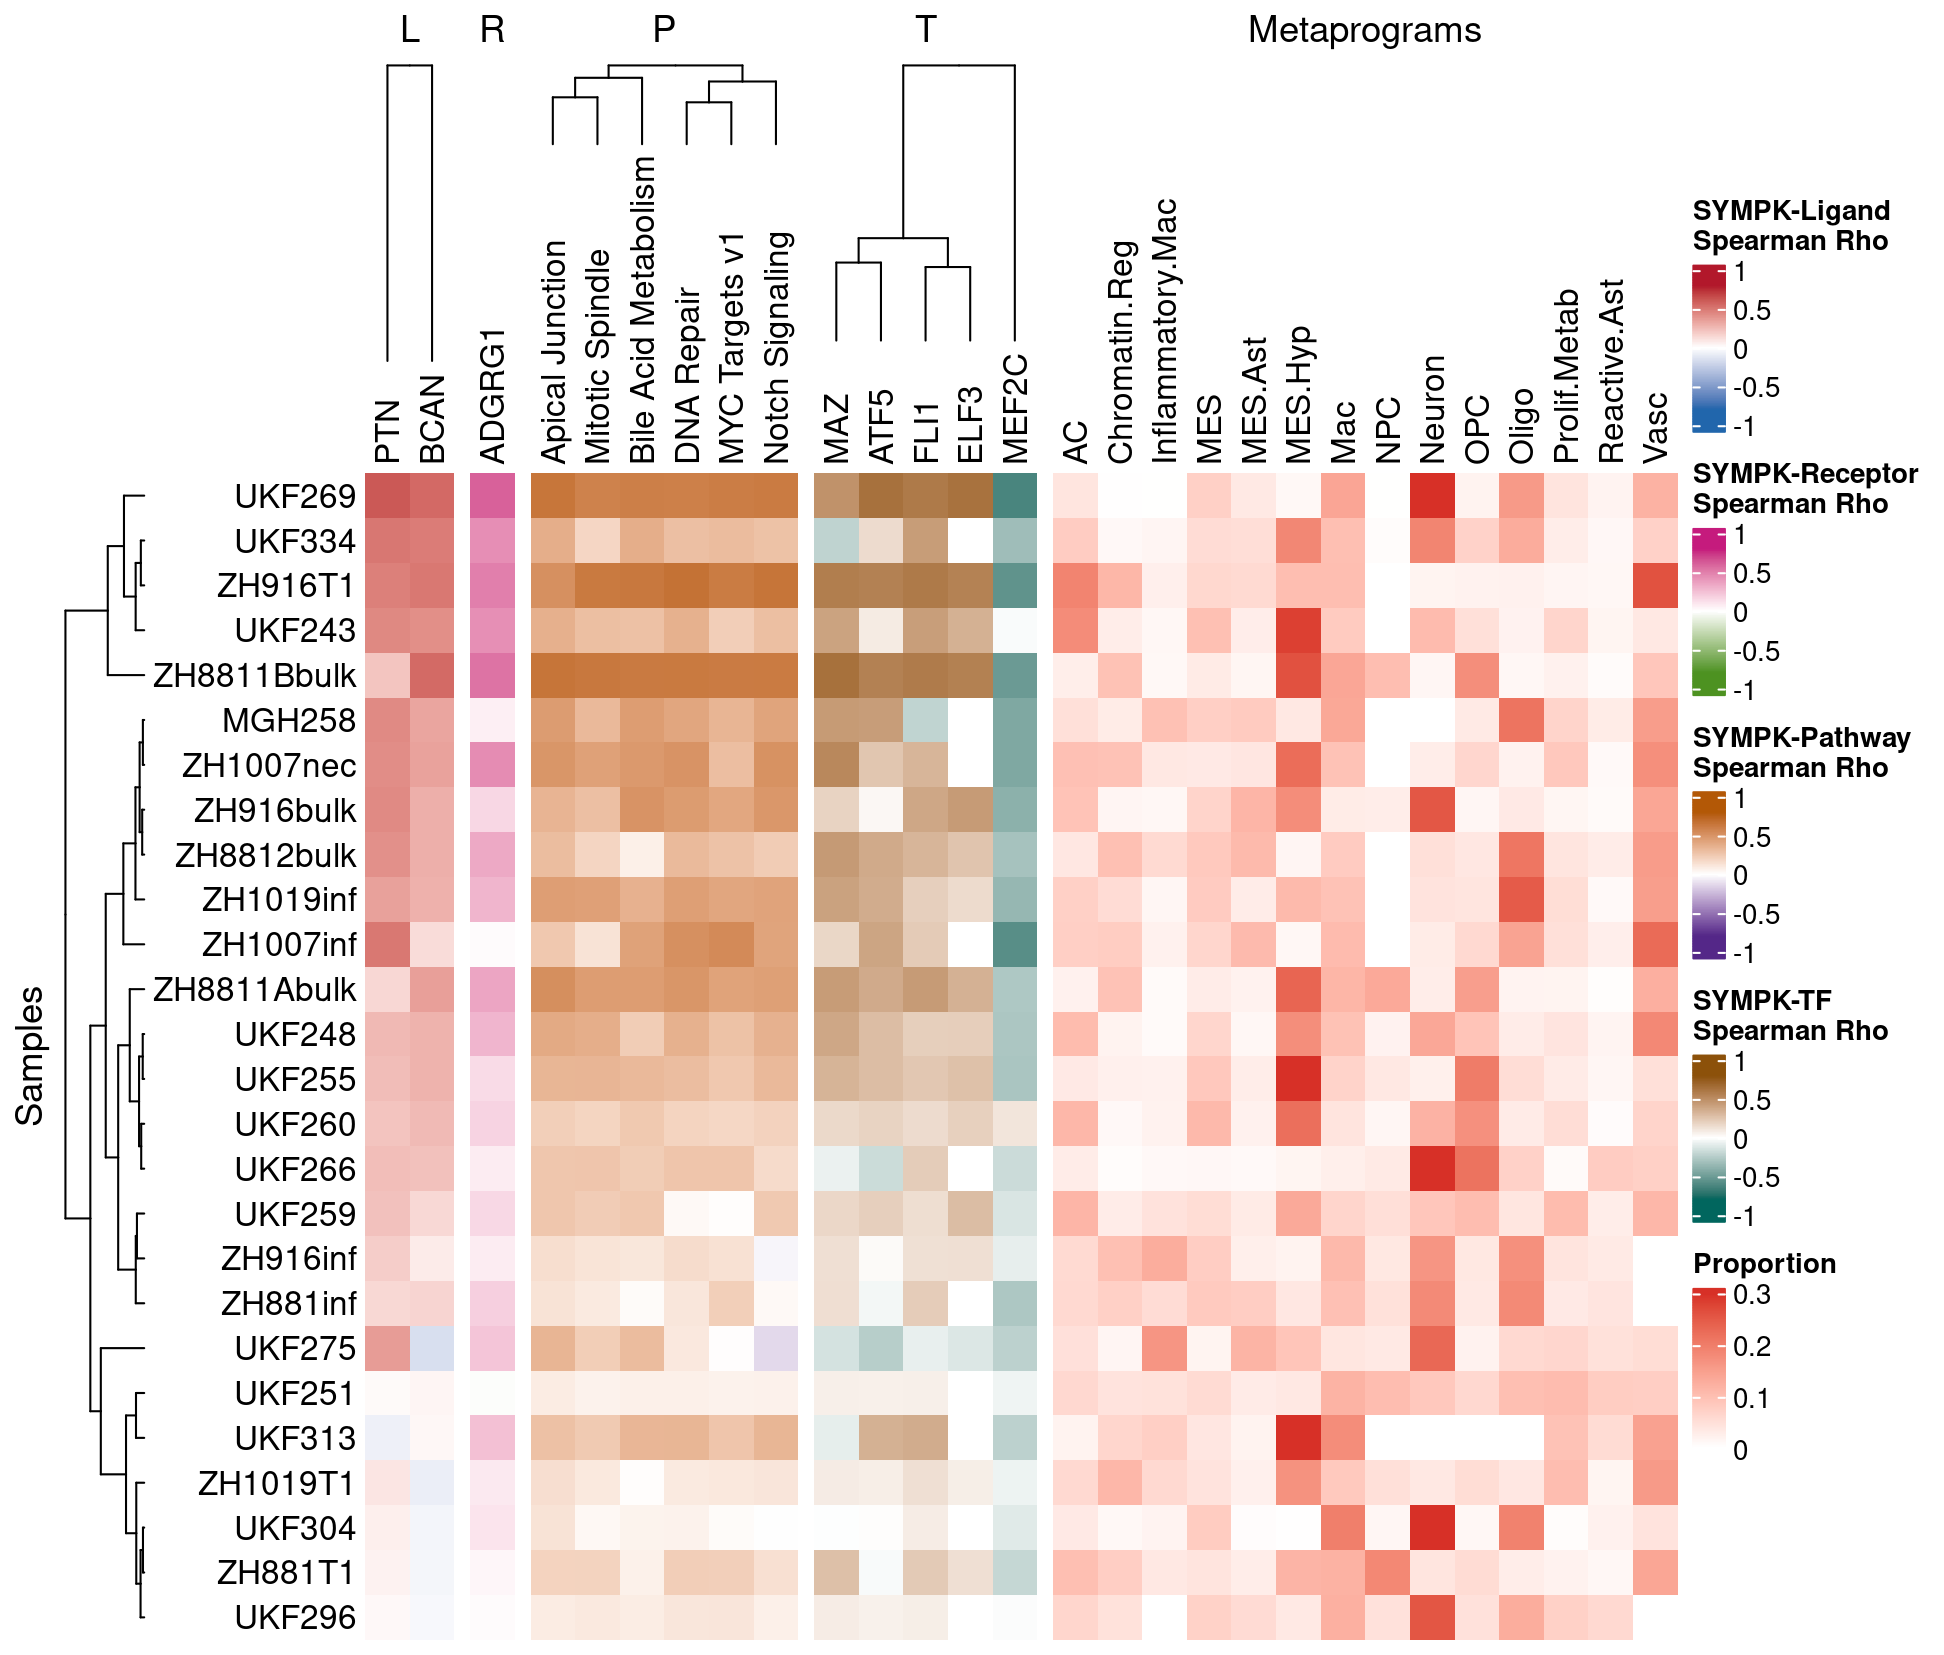 L
R
P
T
Metaprograms
PTN
BCAN
ADGRG1
Apical Junction
Mitotic Spindle
Bile Acid Metabolism
DNA Repair
MYC Targets v1
Notch Signaling
MAZ
ATF5
FLI1
ELF3
MEF2C
AC
Chromatin.Reg
Inflammatory.Mac
MES
MES.Ast
MES.Hyp
Mac
NPC
Neuron
OPC
Oligo
Prolif.Metab
Reactive.Ast
Vasc
Samples
UKF269
UKF334
ZH916T1
UKF243
ZH8811Bbulk
MGH258
ZH1007nec
ZH916bulk
ZH8812bulk
ZH1019inf
ZH1007inf
ZH8811Abulk
UKF248
UKF255
UKF260
UKF266
UKF259
ZH916inf
ZH881inf
UKF275
UKF251
UKF313
ZH1019T1
UKF304
ZH881T1
UKF296
SYMPK-Ligand
Spearman Rho
1
0.5
0
-0.5
-1
SYMPK-Receptor
Spearman Rho
1
0.5
0
-0.5
-1
SYMPK-Pathway
Spearman Rho
1
0.5
0
-0.5
-1
SYMPK-TF
Spearman Rho
1
0.5
0
-0.5
-1
Proportion
0.3
0.2
0.1
0